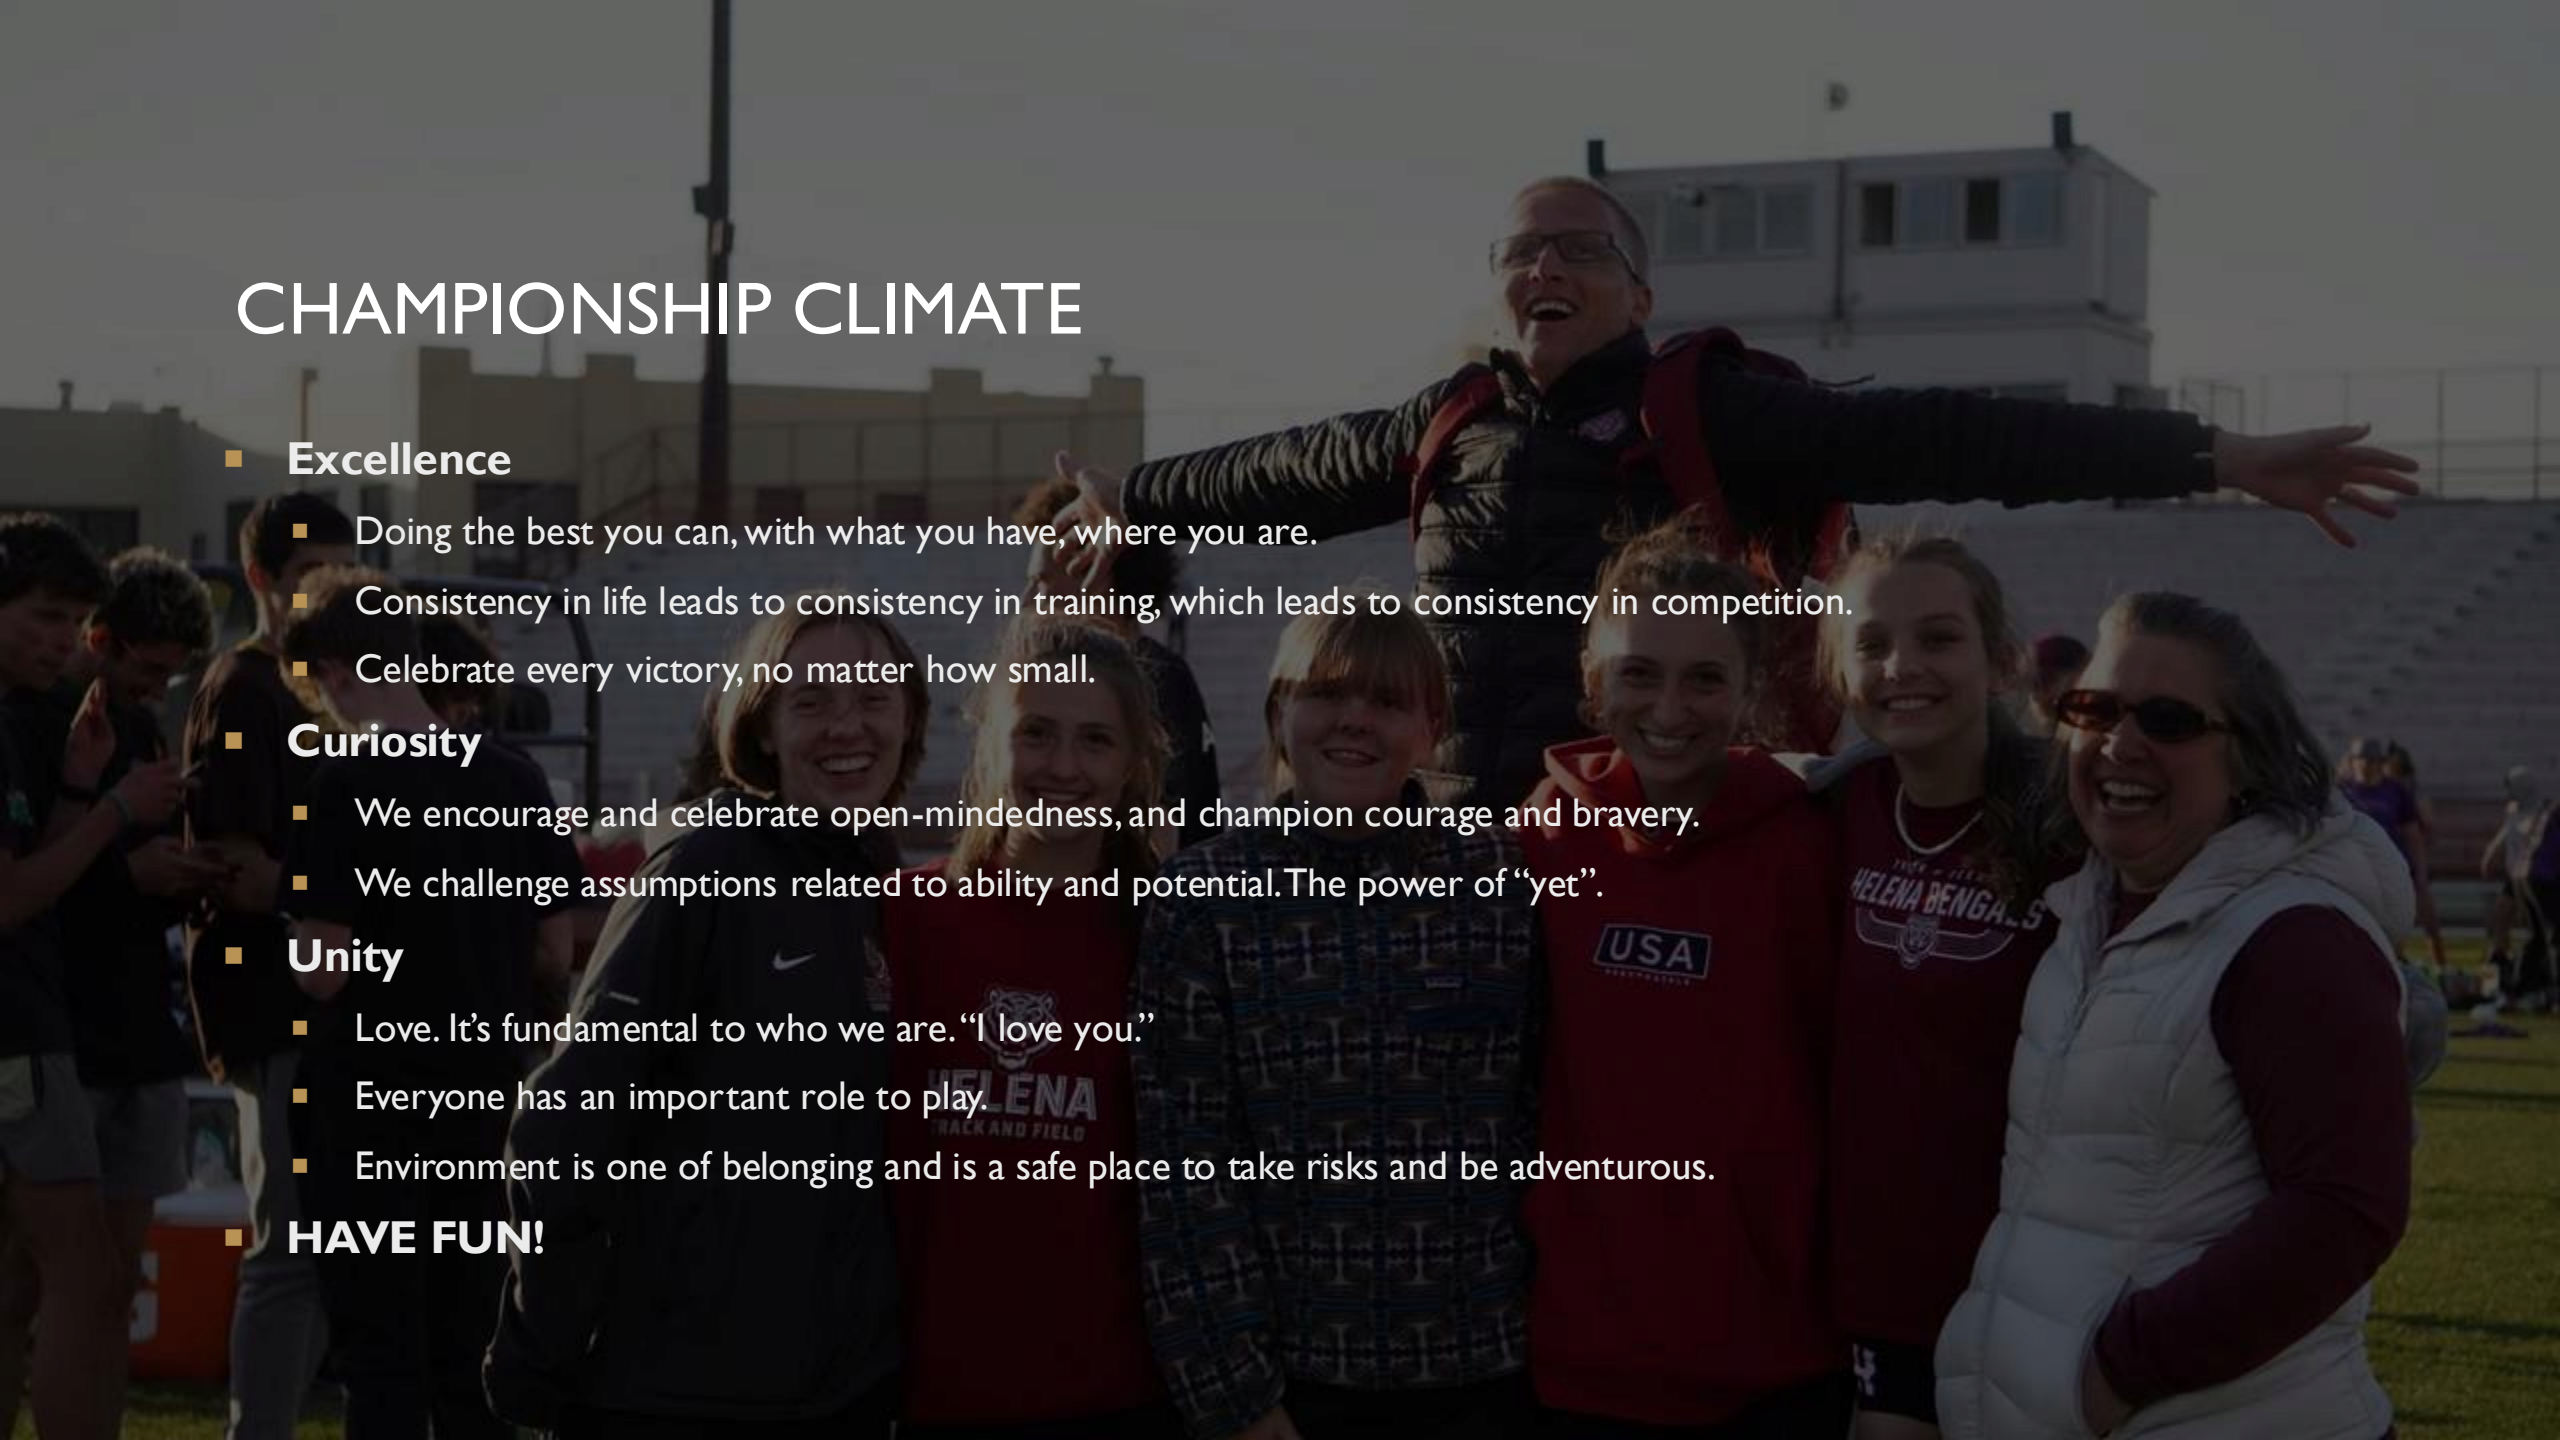 CHAMPIONSHIP CLIMATE
Excellence
Doing the best you can, with what you have, where you are.
Consistency in life leads to consistency in training, which leads to consistency in competition.
Celebrate every victory, no matter how small.
Curiosity
We encourage and celebrate open-mindedness, and champion courage and bravery.
We challenge assumptions related to ability and potential. The power of “yet”.
HELENA BENGALS
USA
Unity
Love. It’s fundamental to who we are. “I love you.”
Everyone has an important role to play.
HELENA
TRACK AND FIELD
Environment is one of belonging and is a safe place to take risks and be adventurous.
HAVE FUN!